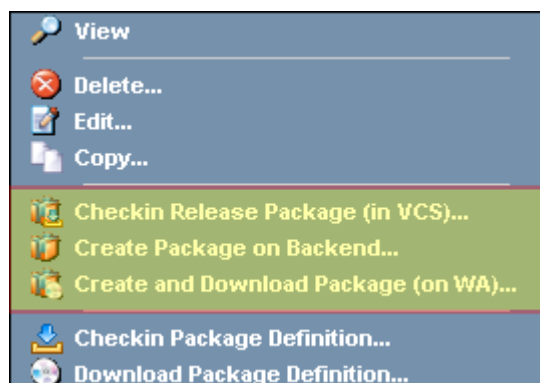 View
Delete...
Edit...
Copy...
Checkin Release Package (in VCS)...
Create Package on Backend...
Create and Download Package (on WA)...
Checkin Package Definition...
Download Package Definition...